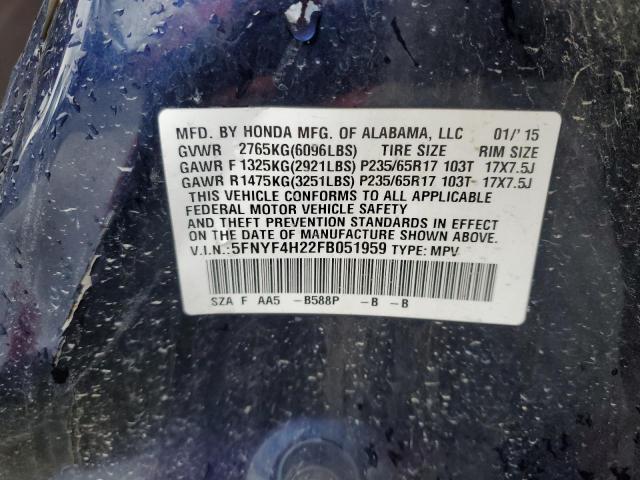 MFD. BY HONDA MFG. OF ALABAMA, LLC 01/'15
GVWR 2765KG(6096LBS) TIRE SIZE RIM SIZE
GAWR F 1325KG(2921LBS) P235/65R17 103T 17X7.5J
GAWR R1475KG(3251LBS) P235/65R17 103T 17X7.5J
THIS VEHICLE CONFORMS TO ALL APPLICABLE
FEDERAL MOTOR VEHICLE SAFETY
AND THEFT PREVENTION STANDARDS IN EFFECT ON
THE DATE OF MANUFACTURE SHOWN ABOVE.
V.I.N.:5FNYF4H22FB051959 TYPE: MPV
SZA F AA5 -B588P -B -B